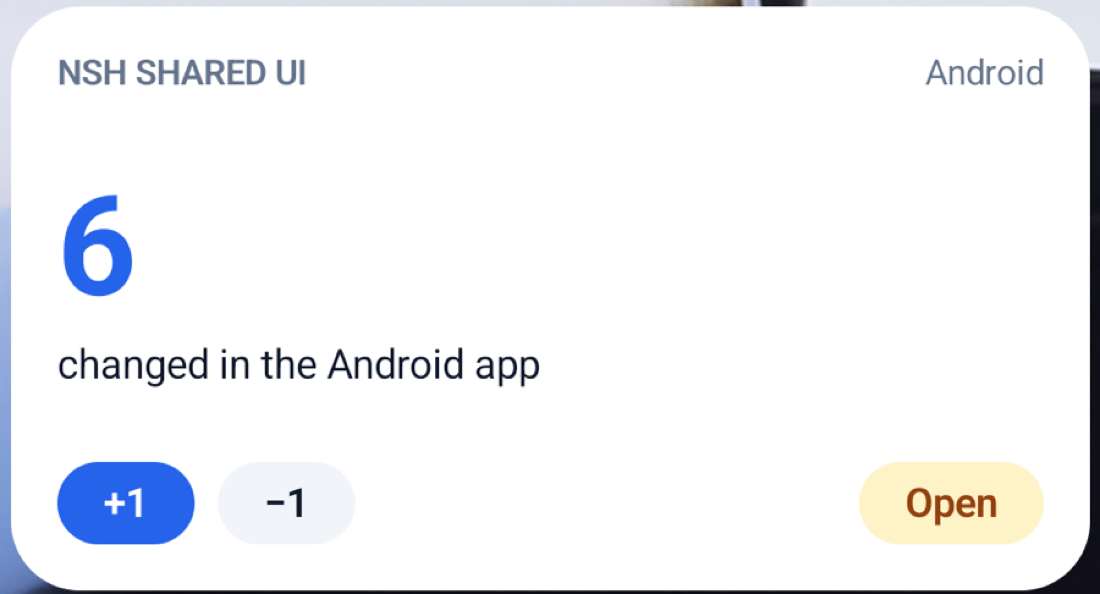 NSH SHARED UI
Android
6
changed in the Android app
+1
−1
Open